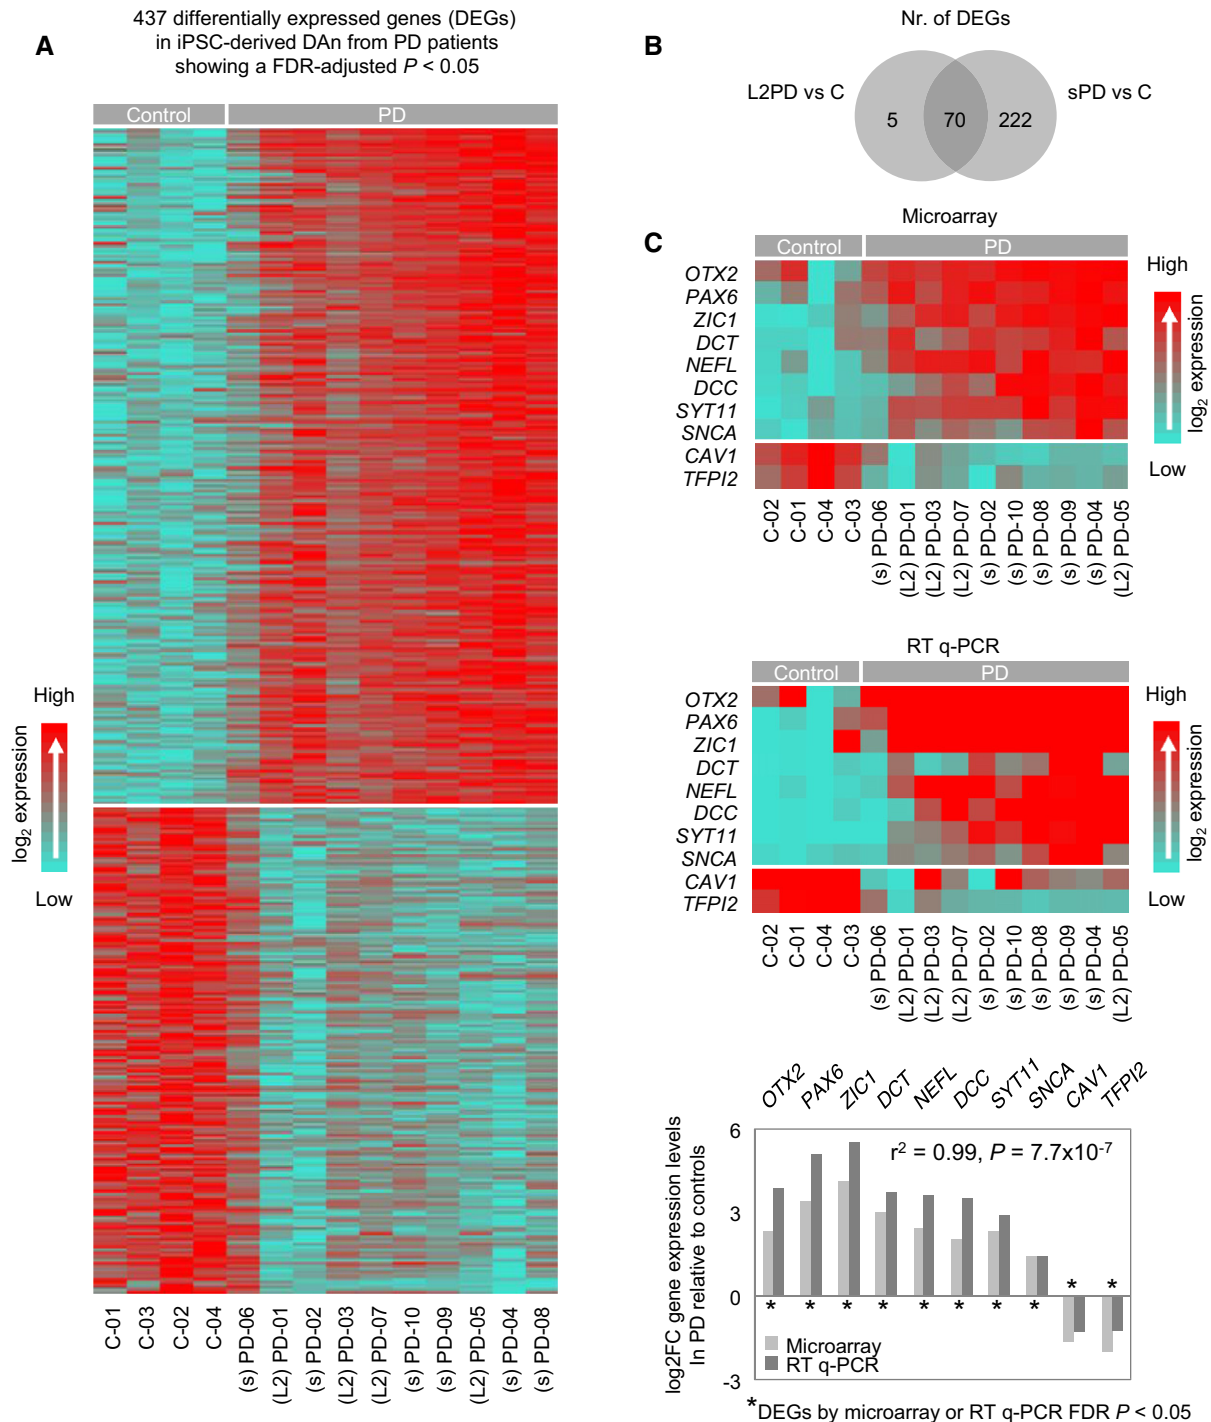 A
437 differentially expressed genes (DEGs)
in iPSC-derived DAn from PD patients
showing a FDR-adjusted P < 0.05
Control PD
High
log2 expression
Low
C-01
C-03
C-02
C-04
(s) PD-06
(L2) PD-01
(s) PD-02
(L2) PD-03
(L2) PD-07
(s) PD-10
(s) PD-09
(L2) PD-05
(s) PD-04
(s) PD-08
B
Nr. of DEGs
L2PD vs C
sPD vs C
5 70 222
C
Microarray
Control PD
OTX2
PAX6
ZIC1
DCT
NEFL
DCC
SYT11
SNCA
CAV1
TFPI2
High
log2 expression
Low
C-02
C-01
C-04
C-03
(s) PD-06
(L2) PD-01
(L2) PD-03
(L2) PD-07
(s) PD-02
(s) PD-10
(s) PD-08
(s) PD-09
(s) PD-04
(L2) PD-05
RT q-PCR
Control PD
OTX2
PAX6
ZIC1
DCT
NEFL
DCC
SYT11
SNCA
CAV1
TFPI2
High
log2 expression
Low
C-02
C-01
C-04
C-03
(s) PD-06
(L2) PD-01
(L2) PD-03
(L2) PD-07
(s) PD-02
(s) PD-10
(s) PD-08
(s) PD-09
(s) PD-04
(L2) PD-05
OTX2
PAX6
ZIC1
DCT
NEFL
DCC
SYT11
SNCA
CAV1
TFPI2
log2FC gene expression levels
In PD relative to controls
6
3
0
-3
r2 = 0.99, P = 7.7x10-7
* *
* * * * * * * *
Microarray
RT q-PCR
*DEGs by microarray or RT q-PCR FDR P < 0.05